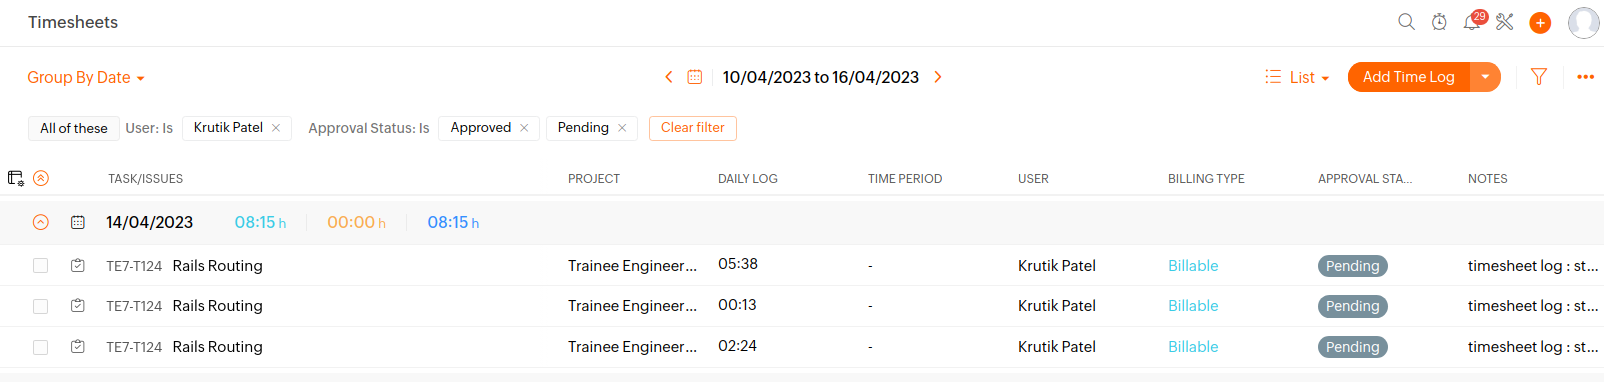 Timesheets
29
Group By Date
10/04/2023 to 16/04/2023
List
Add Time Log
All of these User: Is Krutik Patel × Approval Status: Is Approved × Pending × Clear filter
TASK/ISSUES PROJECT DAILY LOG TIME PERIOD USER BILLING TYPE APPROVAL STA... NOTES
14/04/2023 08:15 h 00:00 h 08:15 h
TE7-T124 Rails Routing Trainee Engineer... 05:38 - Krutik Patel Billable Pending timesheet log : st...
TE7-T124 Rails Routing Trainee Engineer... 00:13 - Krutik Patel Billable Pending timesheet log : st...
TE7-T124 Rails Routing Trainee Engineer... 02:24 - Krutik Patel Billable Pending timesheet log : st...